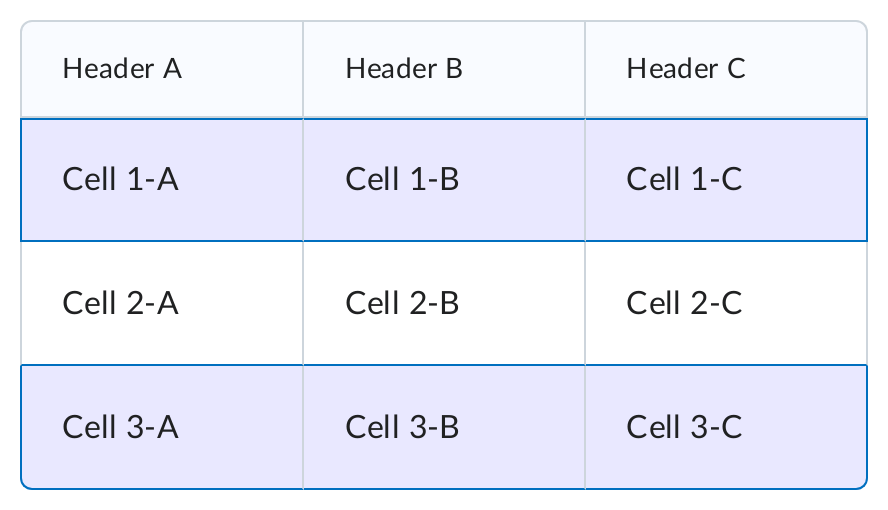 Header A Header B Header C
Cell 1-A Cell 1-B Cell 1-C
Cell 2-A Cell 2-B Cell 2-C
Cell 3-A Cell 3-B Cell 3-C